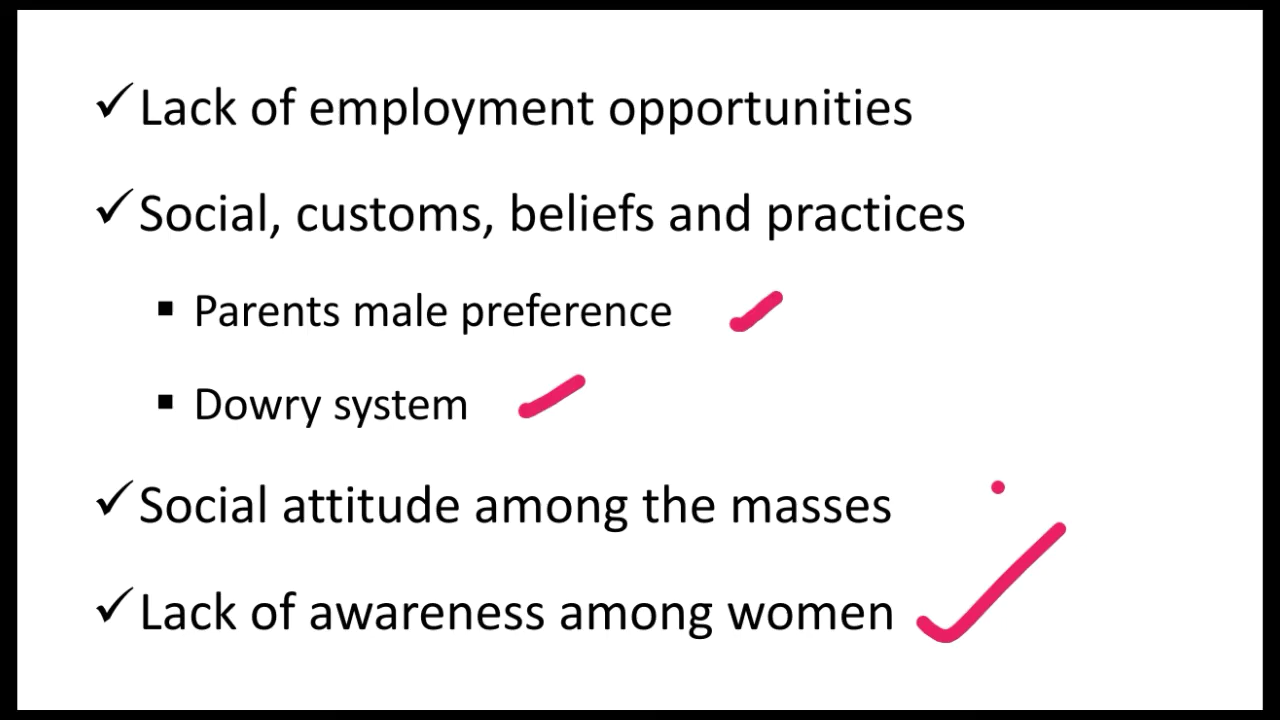 ✓Lack of employment opportunities
✓Social, customs, beliefs and practices
▪ Parents male preference
▪ Dowry system
✓Social attitude among the masses
✓Lack of awareness among women